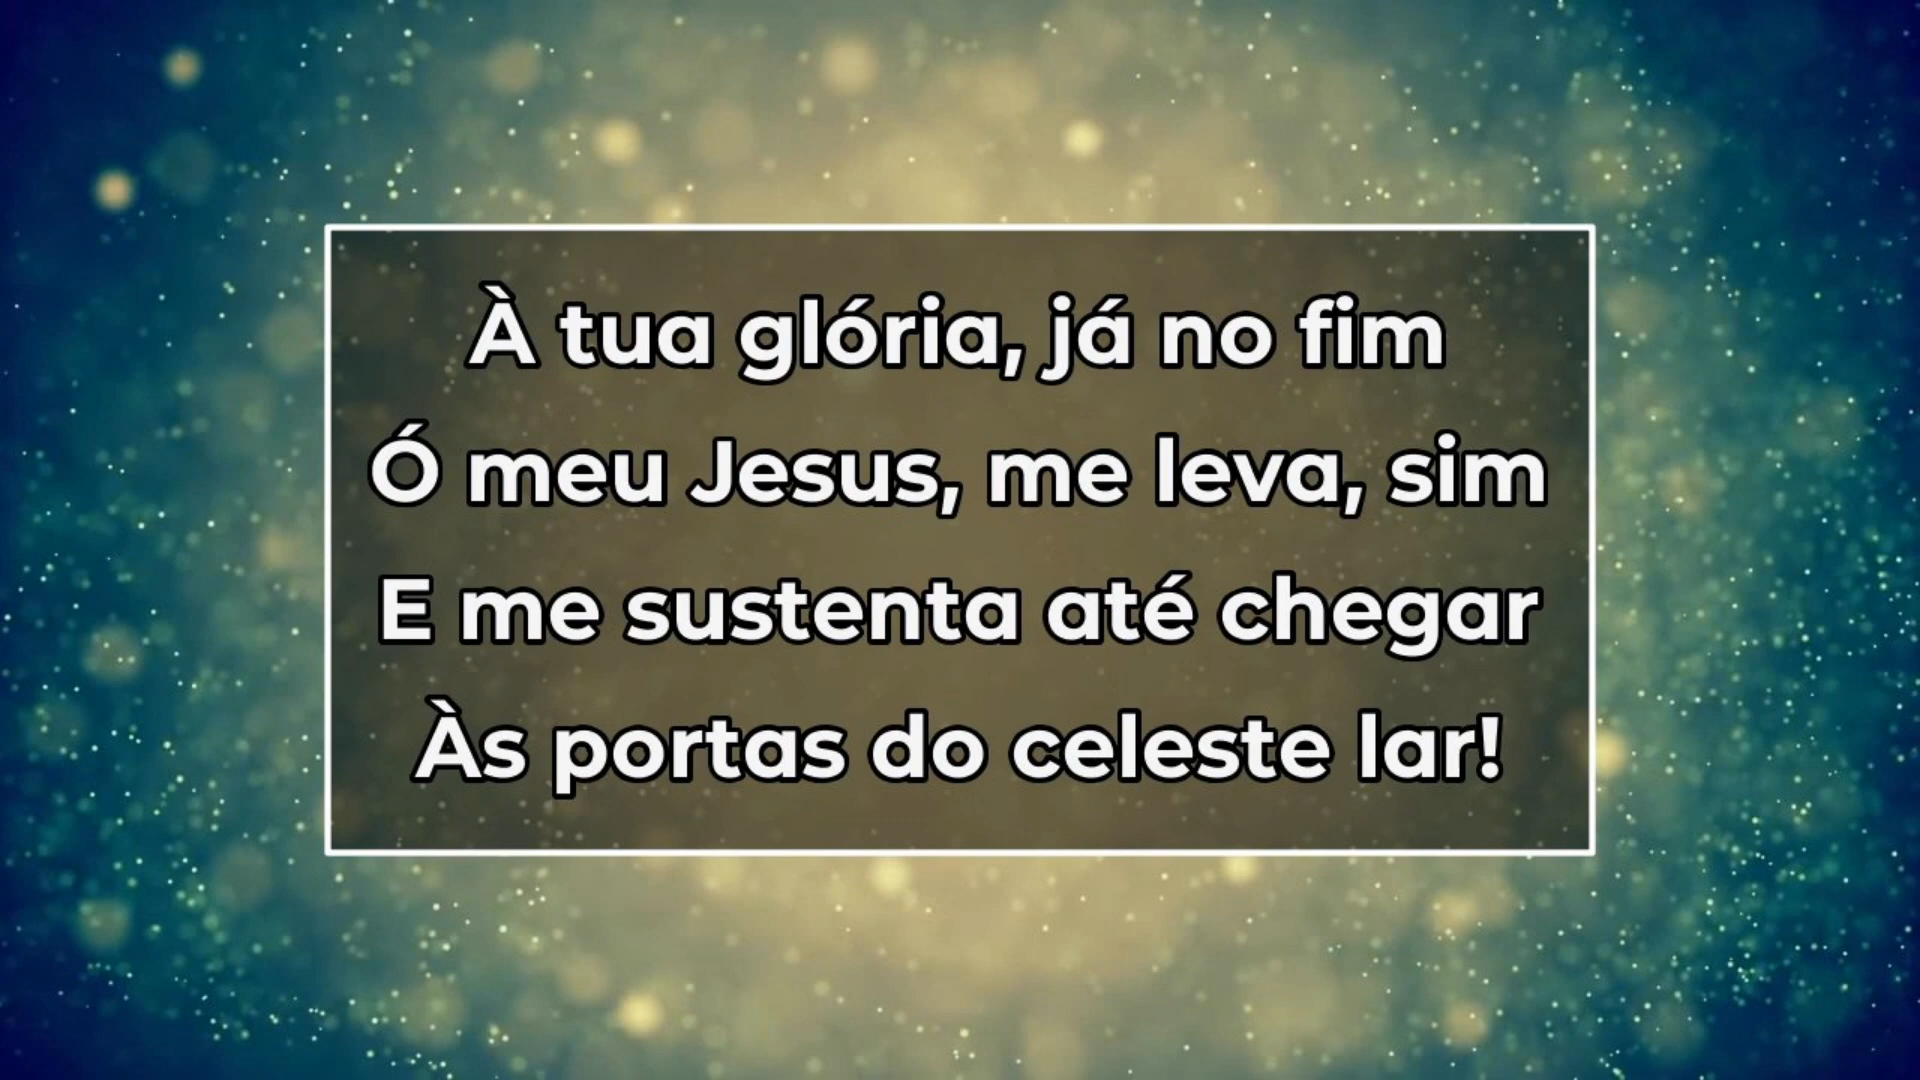 À tua glória, já no fim
Ó meu Jesus, me leva, sim
E me sustenta até chegar
Às portas do celeste lar!